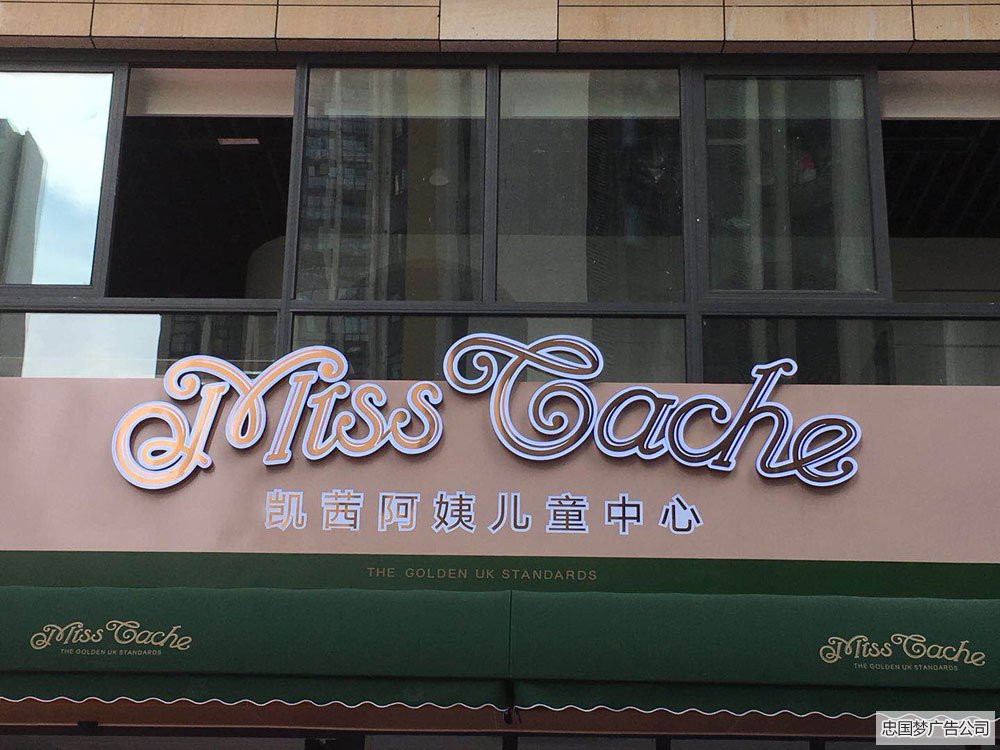 Miss Cache
凯茜阿姨儿童中心
THE GOLDEN UK STANDARDS
Miss Cache
THE GOLDEN UK STANDARDS
Miss Cache
THE GOLDEN UK STANDARDS
忠国梦广告公司